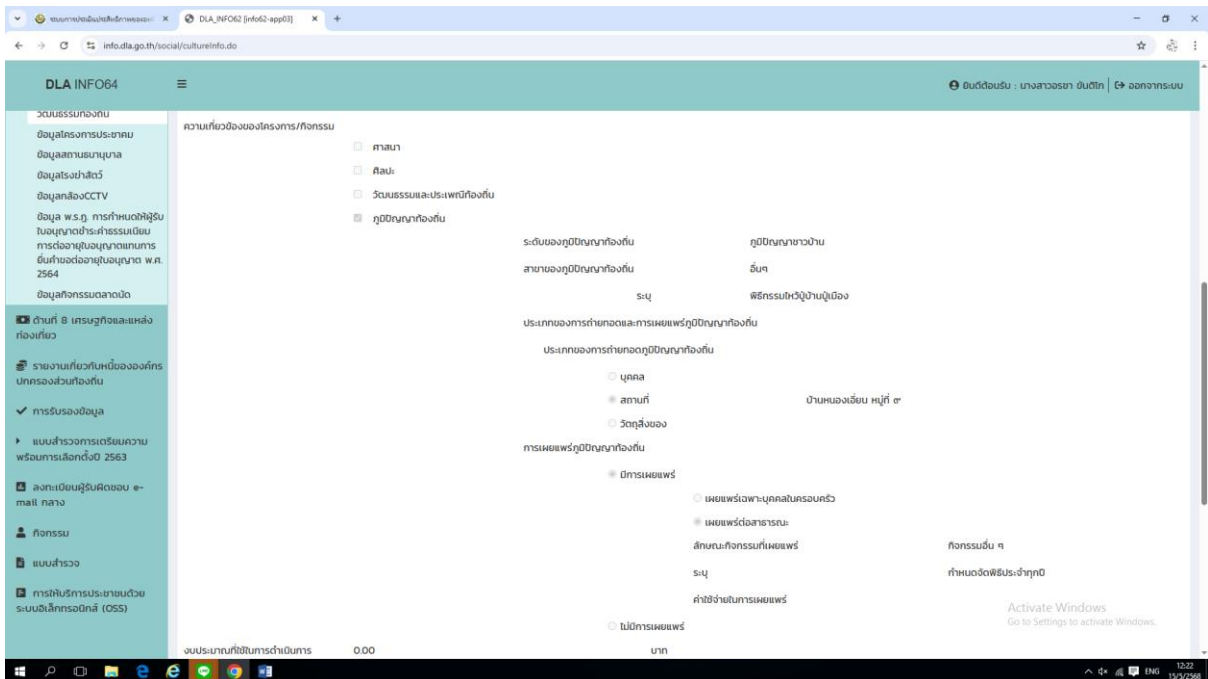 DLA_INFO62 [info62-app03]
info.dla.go.th/social/cultureInfo.do
DLA INFO64
ยินดีต้อนรับ : นางสาวอรชา ขันติโก
ออกจากระบบ
วัฒนธรรมท้องถิ่น
ข้อมูลโครงการประชาคม
ข้อมูลสถานธนานุบาล
ข้อมูลโรงฆ่าสัตว์
ข้อมูลกล้องCCTV
ข้อมูล พ.ร.ฎ. การกำหนดให้ผู้รับ
ใบอนุญาตชำระค่าธรรมเนียม
การต่ออายุใบอนุญาตแทนการ
ยื่นคำขอต่ออายุใบอนุญาต พ.ศ.
2564
ข้อมูลกิจกรรมตลาดนัด
ด้านที่ 8 เศรษฐกิจและแหล่ง
ท่องเที่ยว
รายงานเกี่ยวกับหนี้ขององค์กร
ปกครองส่วนท้องถิ่น
การรับรองข้อมูล
แบบสำรวจการเตรียมความ
พร้อมการเลือกตั้งปี 2563
ลงทะเบียนผู้รับผิดชอบ e-
mail กลาง
กิจกรรม
แบบสำรวจ
การให้บริการประชาชนด้วย
ระบบอิเล็กทรอนิกส์ (OSS)
ความเกี่ยวข้องของโครงการ/กิจกรรม
ศาสนา
ศิลปะ
วัฒนธรรมและประเพณีท้องถิ่น
ภูมิปัญญาท้องถิ่น
ระดับของภูมิปัญญาท้องถิ่น ภูมิปัญญาชาวบ้าน
สาขาของภูมิปัญญาท้องถิ่น อื่นๆ
ระบุ พิธีกรรมไหว้ปู่บ้านปู่เมือง
ประเภทของการถ่ายทอดและการเผยแพร่ภูมิปัญญาท้องถิ่น
ประเภทของการถ่ายทอดภูมิปัญญาท้องถิ่น
บุคคล
สถานที่ บ้านหนองเอี่ยน หมู่ที่ ๙
วัตถุสิ่งของ
การเผยแพร่ภูมิปัญญาท้องถิ่น
มีการเผยแพร่
เผยแพร่เฉพาะบุคคลในครอบครัว
เผยแพร่ต่อสาธารณะ
ลักษณะกิจกรรมที่เผยแพร่ กิจกรรมอื่น ๆ
ระบุ กำหนดจัดพิธีประจำทุกปี
ค่าใช้จ่ายในการเผยแพร่
ไม่มีการเผยแพร่
งบประมาณที่ใช้ในการดำเนินการ 0.00 บาท
Activate Windows
Go to Settings to activate Windows.
ENG
12:22
15/5/2568